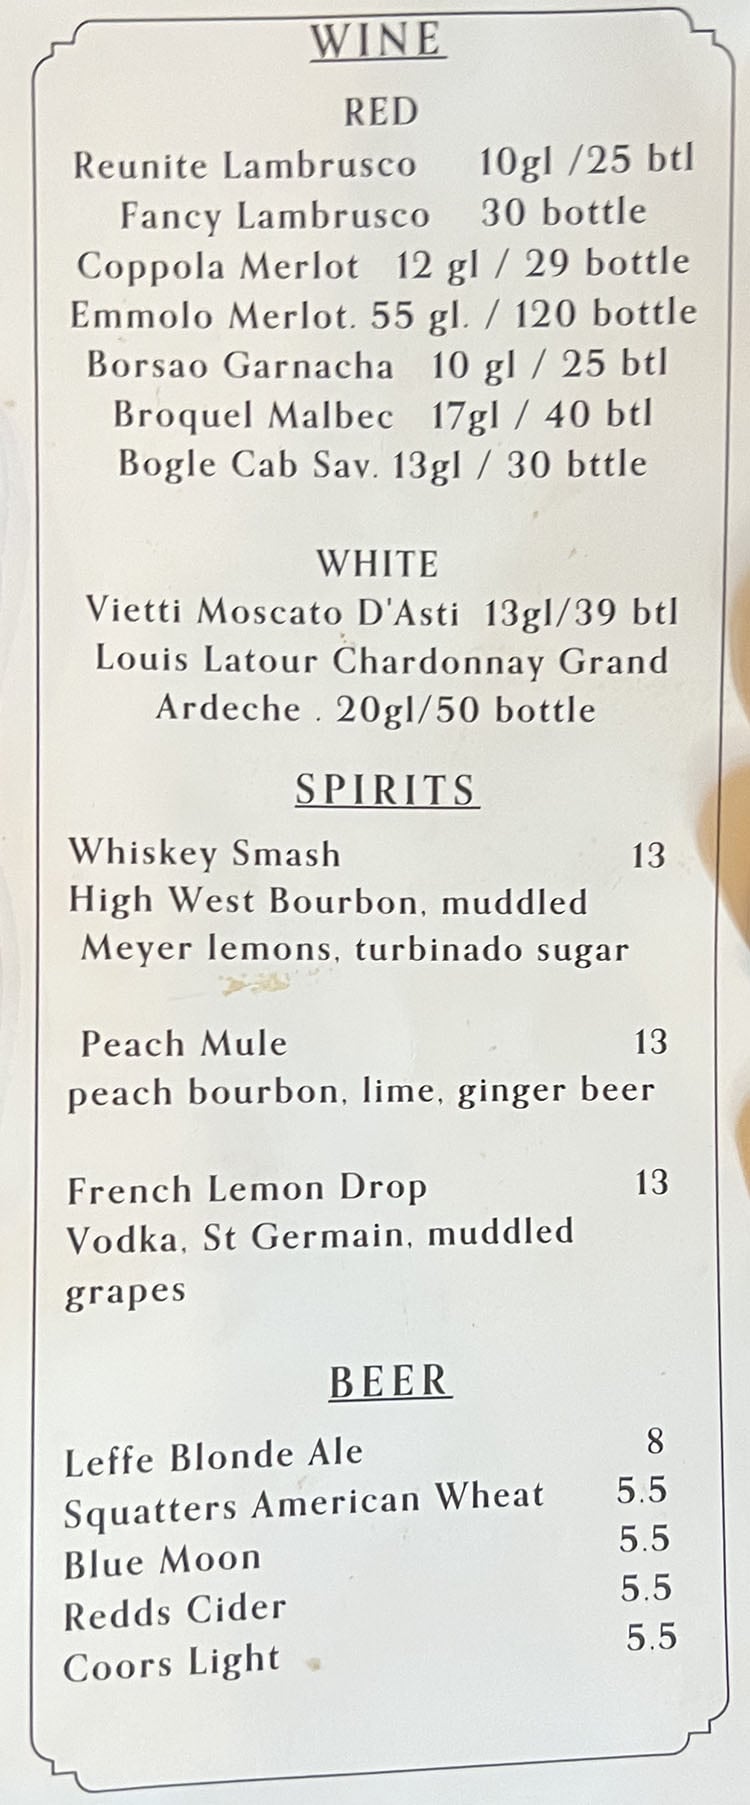 WINE
RED
Reunite Lambrusco 10gl /25 btl
Fancy Lambrusco 30 bottle
Coppola Merlot 12 gl / 29 bottle
Emmolo Merlot. 55 gl. / 120 bottle
Borsao Garnacha 10 gl / 25 btl
Broquel Malbec 17gl / 40 btl
Bogle Cab Sav. 13gl / 30 bttle
WHITE
Vietti Moscato D'Asti 13gl/39 btl
Louis Latour Chardonnay Grand
Ardeche . 20gl/50 bottle
SPIRITS
Whiskey Smash 13
High West Bourbon, muddled
Meyer lemons, turbinado sugar
Peach Mule 13
peach bourbon, lime, ginger beer
French Lemon Drop 13
Vodka, St Germain, muddled
grapes
BEER
Leffe Blonde Ale 8
Squatters American Wheat 5.5
Blue Moon 5.5
Redds Cider 5.5
Coors Light 5.5